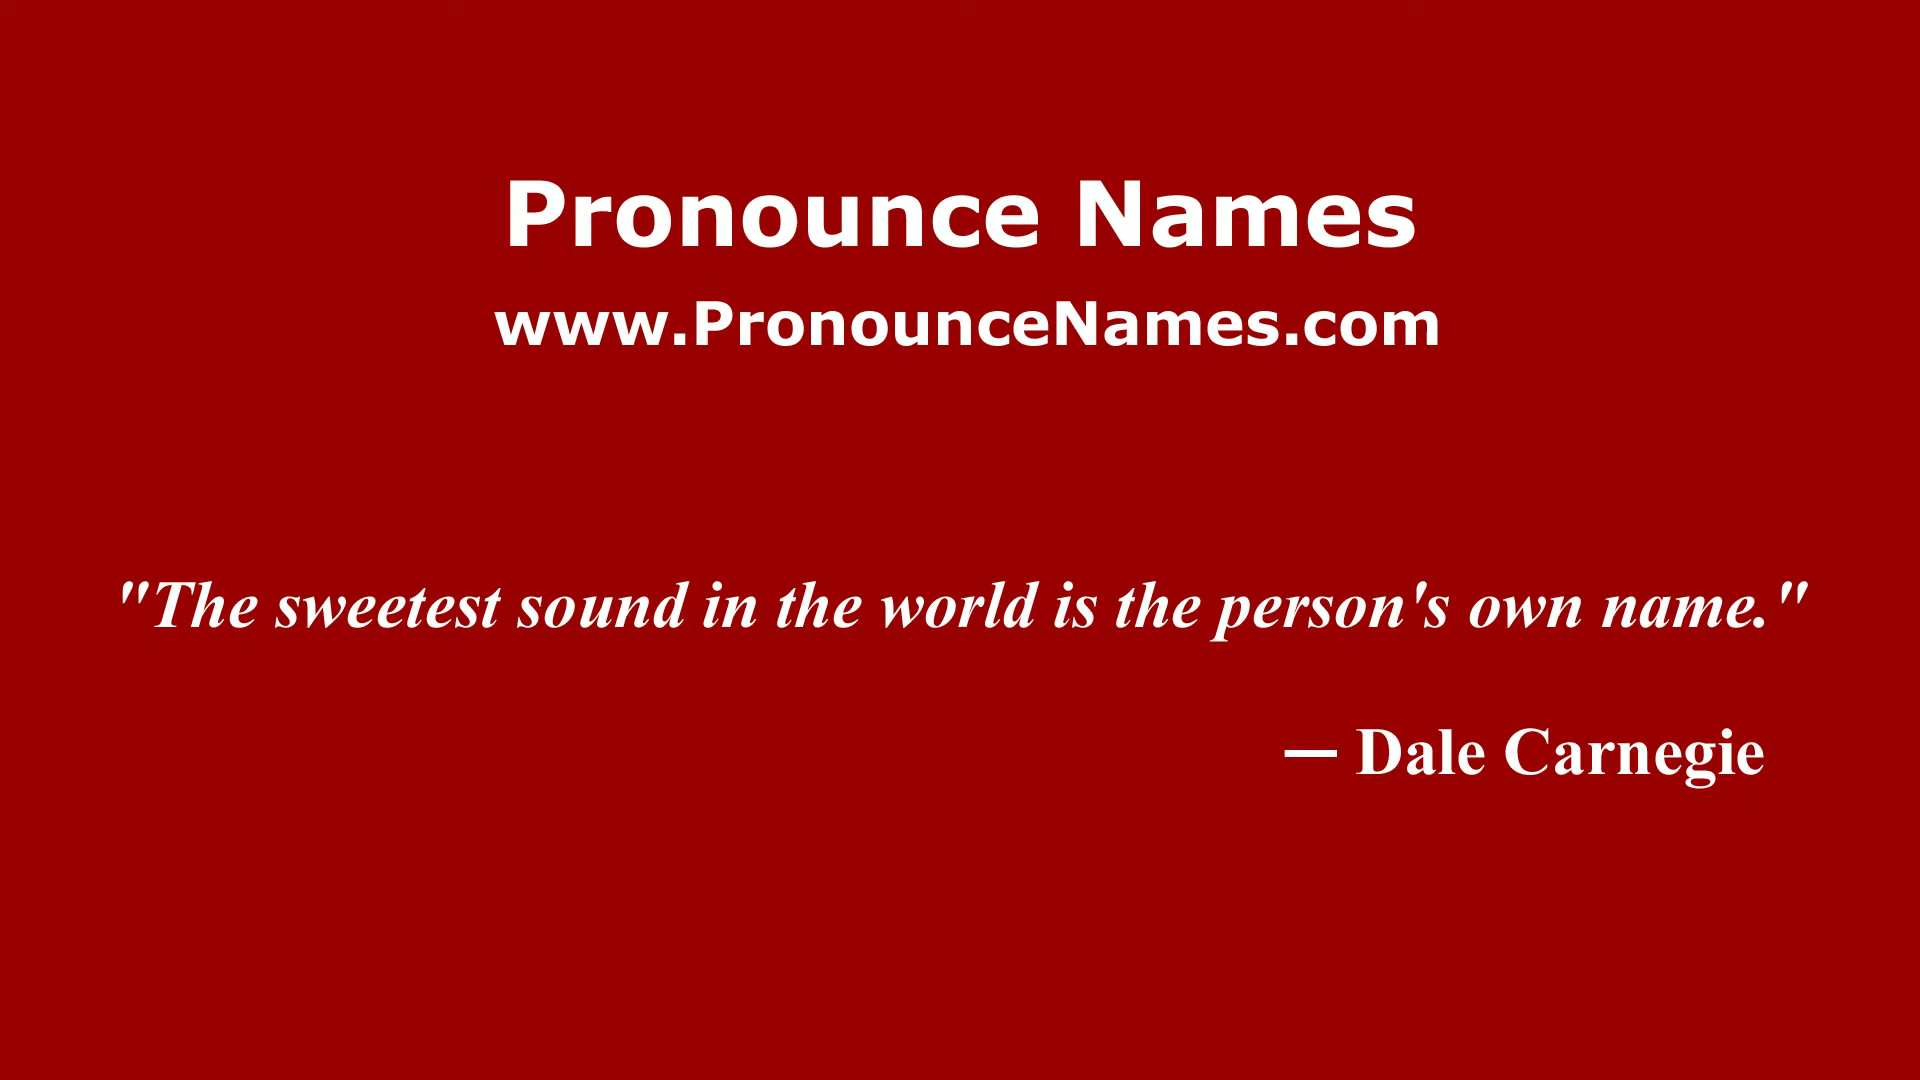 Pronounce Names
www.PronounceNames.com
"The sweetest sound in the world is the person's own name."
— Dale Carnegie